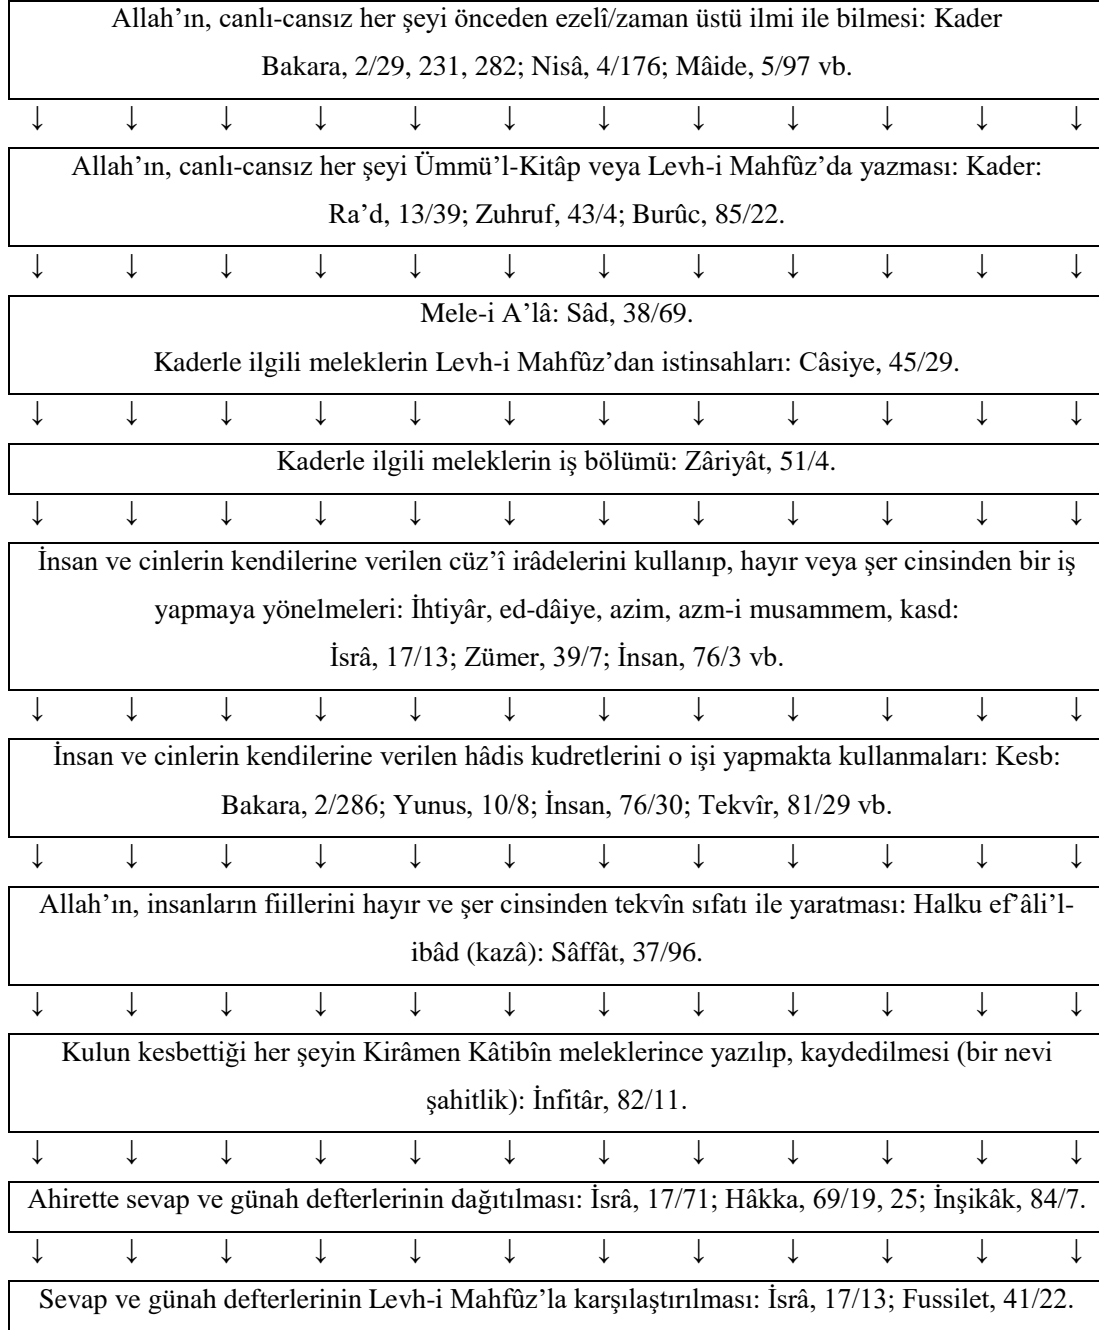 Allah’ın, canlı-cansız her şeyi önceden ezelî/zaman üstü ilmi ile bilmesi: Kader
Bakara, 2/29, 231, 282; Nisâ, 4/176; Mâide, 5/97 vb.
↓ ↓ ↓ ↓ ↓ ↓ ↓ ↓ ↓ ↓ ↓ ↓
Allah’ın, canlı-cansız her şeyi Ümmü’l-Kitâp veya Levh-i Mahfûz’da yazması: Kader:
Ra’d, 13/39; Zuhruf, 43/4; Burûc, 85/22.
↓ ↓ ↓ ↓ ↓ ↓ ↓ ↓ ↓ ↓ ↓ ↓
Mele-i A’lâ: Sâd, 38/69.
Kaderle ilgili meleklerin Levh-i Mahfûz’dan istinsahları: Câsiye, 45/29.
↓ ↓ ↓ ↓ ↓ ↓ ↓ ↓ ↓ ↓ ↓ ↓
Kaderle ilgili meleklerin iş bölümü: Zâriyât, 51/4.
↓ ↓ ↓ ↓ ↓ ↓ ↓ ↓ ↓ ↓ ↓ ↓
İnsan ve cinlerin kendilerine verilen cüz’î irâdelerini kullanıp, hayır veya şer cinsinden bir iş
yapmaya yönelmeleri: İhtiyâr, ed-dâiye, azim, azm-i musammem, kasd:
İsrâ, 17/13; Zümer, 39/7; İnsan, 76/3 vb.
↓ ↓ ↓ ↓ ↓ ↓ ↓ ↓ ↓ ↓ ↓ ↓
İnsan ve cinlerin kendilerine verilen hâdis kudretlerini o işi yapmakta kullanmaları: Kesb:
Bakara, 2/286; Yunus, 10/8; İnsan, 76/30; Tekvîr, 81/29 vb.
↓ ↓ ↓ ↓ ↓ ↓ ↓ ↓ ↓ ↓ ↓ ↓
Allah’ın, insanların fiillerini hayır ve şer cinsinden tekvîn sıfatı ile yaratması: Halku ef’âli’l-
ibâd (kazâ): Sâffât, 37/96.
↓ ↓ ↓ ↓ ↓ ↓ ↓ ↓ ↓ ↓ ↓ ↓
Kulun kesbettiği her şeyin Kirâmen Kâtibîn meleklerince yazılıp, kaydedilmesi (bir nevi
şahitlik): İnfitâr, 82/11.
↓ ↓ ↓ ↓ ↓ ↓ ↓ ↓ ↓ ↓ ↓ ↓
Ahirette sevap ve günah defterlerinin dağıtılması: İsrâ, 17/71; Hâkka, 69/19, 25; İnşikâk, 84/7.
↓ ↓ ↓ ↓ ↓ ↓ ↓ ↓ ↓ ↓ ↓ ↓
Sevap ve günah defterlerinin Levh-i Mahfûz’la karşılaştırılması: İsrâ, 17/13; Fussilet, 41/22.